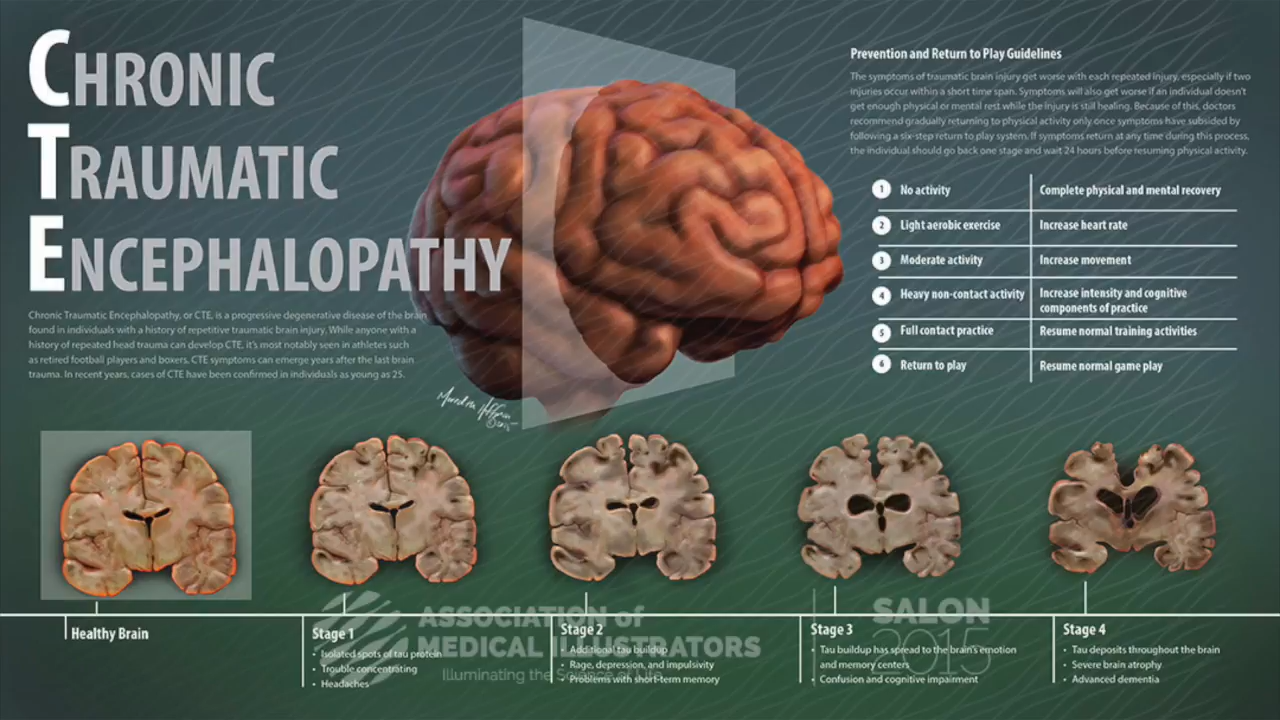 CHRONIC
TRAUMATIC
ENCEPHALOPATHY
Chronic Traumatic Encephalopathy, or CTE, is a progressive degenerative disease of the brain
found in individuals with a history of repetitive traumatic brain injury. While anyone with a
history of repeated head trauma can develop CTE, it's most notably seen in athletes such
as retired football players and boxers. CTE symptoms can emerge years after the last brain
trauma. In recent years, cases of CTE have been confirmed in individuals as young as 25.
Prevention and Return to Play Guidelines
The symptoms of traumatic brain injury get worse with each repeated injury, especially if two
injuries occur within a short time span. Symptoms will also get worse if an individual doesn't
get enough physical or mental rest while the injury is still healing. Because of this, doctors
recommend gradually returning to physical activity only once symptoms have subsided by
following a six-step return to play system. If symptoms return at any time during this process,
the individual should go back one stage and wait 24 hours before resuming physical activity.
1 No activity Complete physical and mental recovery
2 Light aerobic exercise Increase heart rate
3 Moderate activity Increase movement
4 Heavy non-contact activity Increase intensity and cognitive
components of practice
5 Full contact practice Resume normal training activities
6 Return to play Resume normal game play
Healthy Brain
Stage 1
• Isolated spots of tau protein
• Trouble concentrating
• Headaches
Stage 2
• Additional tau buildup
• Rage, depression, and impulsivity
• Problems with short-term memory
Stage 3
• Tau buildup has spread to the brain's emotion
and memory centers
• Confusion and cognitive impairment
Stage 4
• Tau deposits throughout the brain
• Severe brain atrophy
• Advanced dementia
ASSOCIATION of
MEDICAL ILLUSTRATORS
Illuminating the Science of Life
SALON
2015